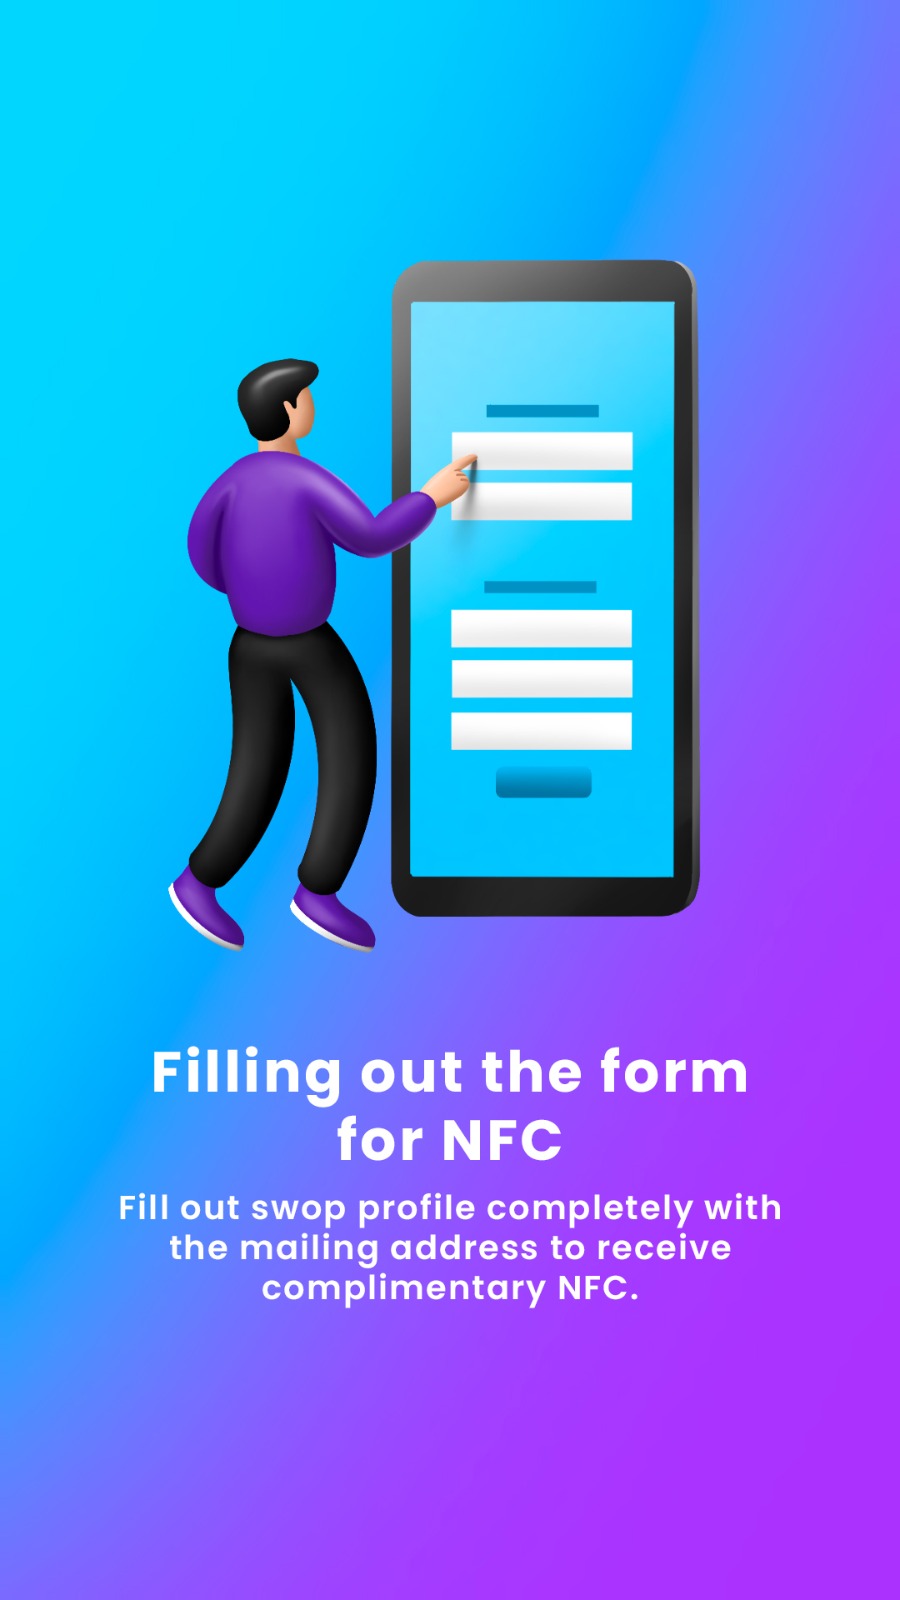 Filling out the form
for NFC
Fill out swop profile completely with
the mailing address to receive
complimentary NFC.